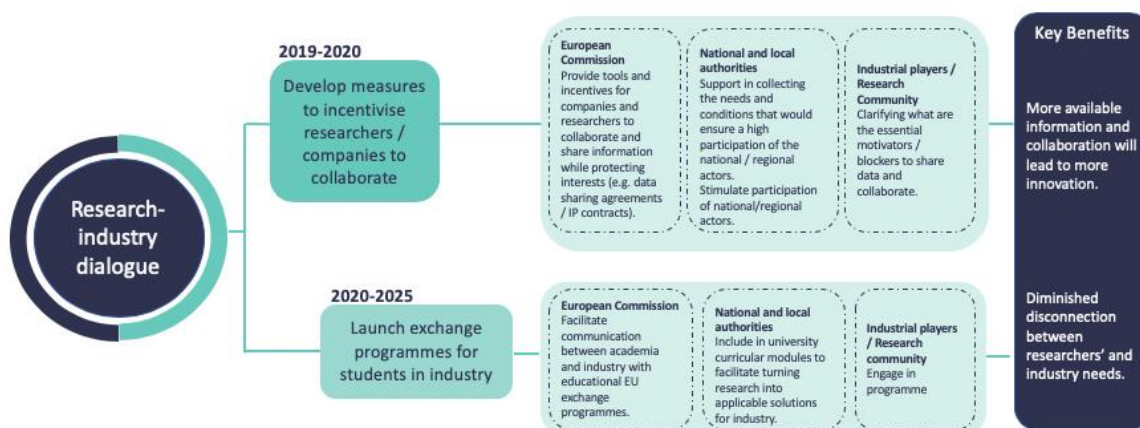 Research-
industry
dialogue
2019-2020
Develop measures
to incentivise
researchers /
companies to
collaborate
European
Commission
Provide tools and
incentives for
companies and
researchers to
collaborate and
share information
while protecting
interests (e.g. data
sharing agreements
/ IP contracts).
National and local
authorities
Support in collecting
the needs and
conditions that would
ensure a high
participation of the
national / regional
actors.
Stimulate participation
of national/regional
actors.
Industrial players /
Research
Community
Clarifying what are
the essential
motivators /
blockers to share
data and
collaborate.
Key Benefits
More available
information and
collaboration will
lead to more
innovation.
2020-2025
Launch exchange
programmes for
students in industry
European Commission
Facilitate
communication
between academia
and industry with
educational EU
exchange
programmes.
National and local
authorities
Include in university
curricular modules to
facilitate turning
research into
applicable solutions
for industry.
Industrial players
/ Research
community
Engage in
programme
Diminished
disconnection
between
researchers' and
industry needs.